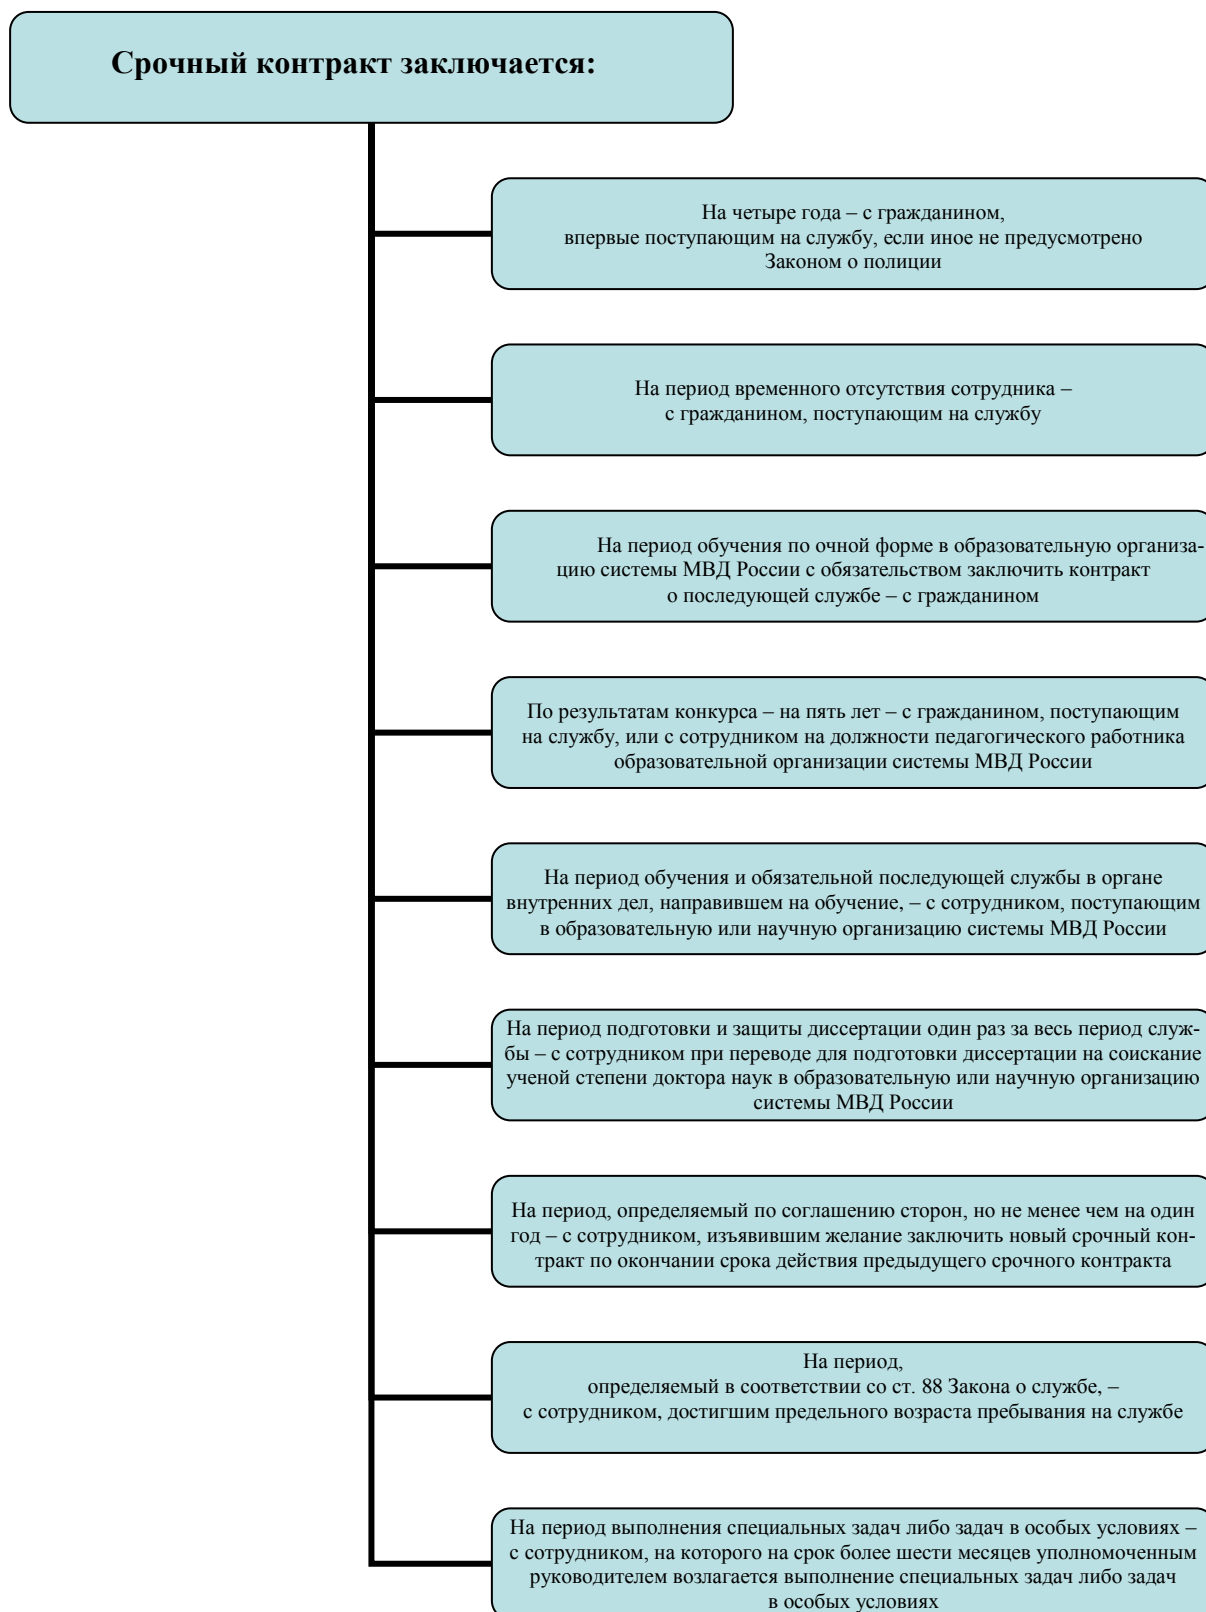 Срочный контракт заключается:
На четыре года – с гражданином,
впервые поступающим на службу, если иное не предусмотрено
Законом о полиции
На период временного отсутствия сотрудника –
с гражданином, поступающим на службу
На период обучения по очной форме в образовательную организа-
цию системы МВД России с обязательством заключить контракт
о последующей службе – с гражданином
По результатам конкурса – на пять лет – с гражданином, поступающим
на службу, или с сотрудником на должности педагогического работника
образовательной организации системы МВД России
На период обучения и обязательной последующей службы в органе
внутренних дел, направившем на обучение, – с сотрудником, поступающим
в образовательную или научную организацию системы МВД России
На период подготовки и защиты диссертации один раз за весь период служ-
бы – с сотрудником при переводе для подготовки диссертации на соискание
ученой степени доктора наук в образовательную или научную организацию
системы МВД России
На период, определяемый по соглашению сторон, но не менее чем на один
год – с сотрудником, изъявившим желание заключить новый срочный кон-
тракт по окончании срока действия предыдущего срочного контракта
На период,
определяемый в соответствии со ст. 88 Закона о службе, –
с сотрудником, достигшим предельного возраста пребывания на службе
На период выполнения специальных задач либо задач в особых условиях –
с сотрудником, на которого на срок более шести месяцев уполномоченным
руководителем возлагается выполнение специальных задач либо задач
в особых условиях